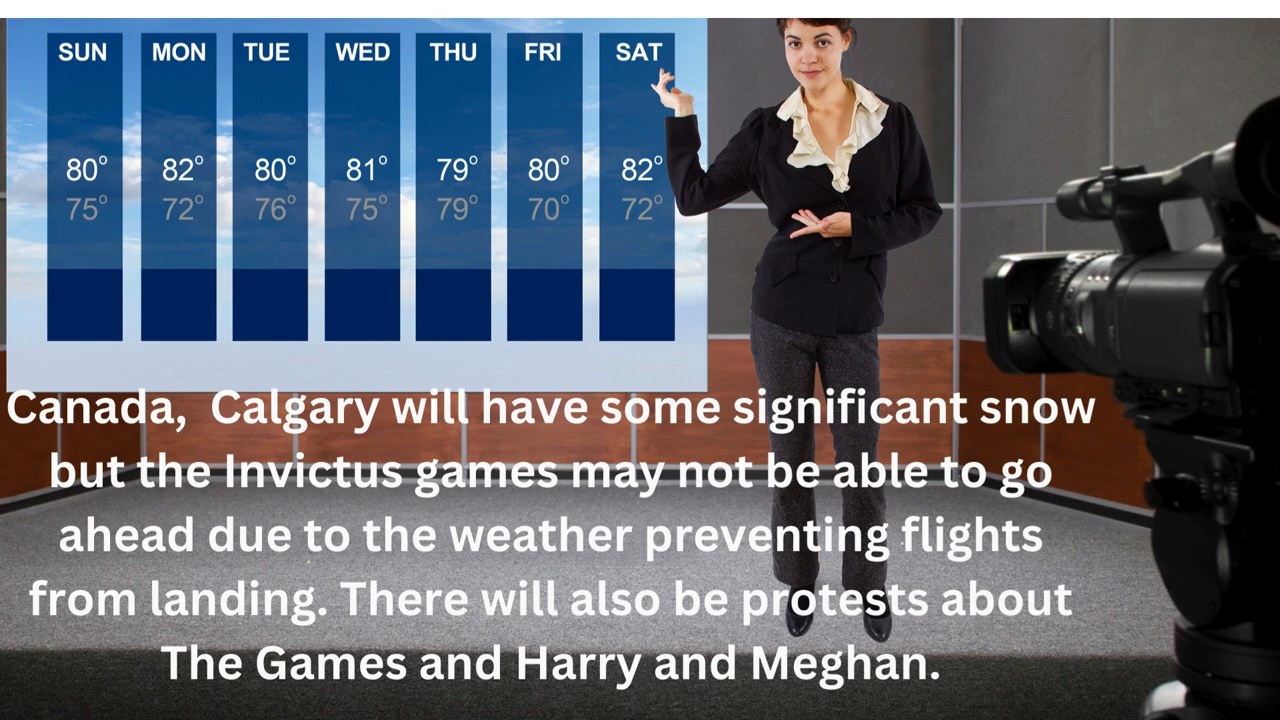 SUN MON TUE WED THU FRI SAT
80° 82° 80° 81° 79° 80° 82°
75° 72° 76° 75° 79° 70° 72°
Canada,  Calgary will have some significant snow
but the Invictus games may not be able to go
ahead due to the weather preventing flights
from landing. There will also be protests about
The Games and Harry and Meghan.